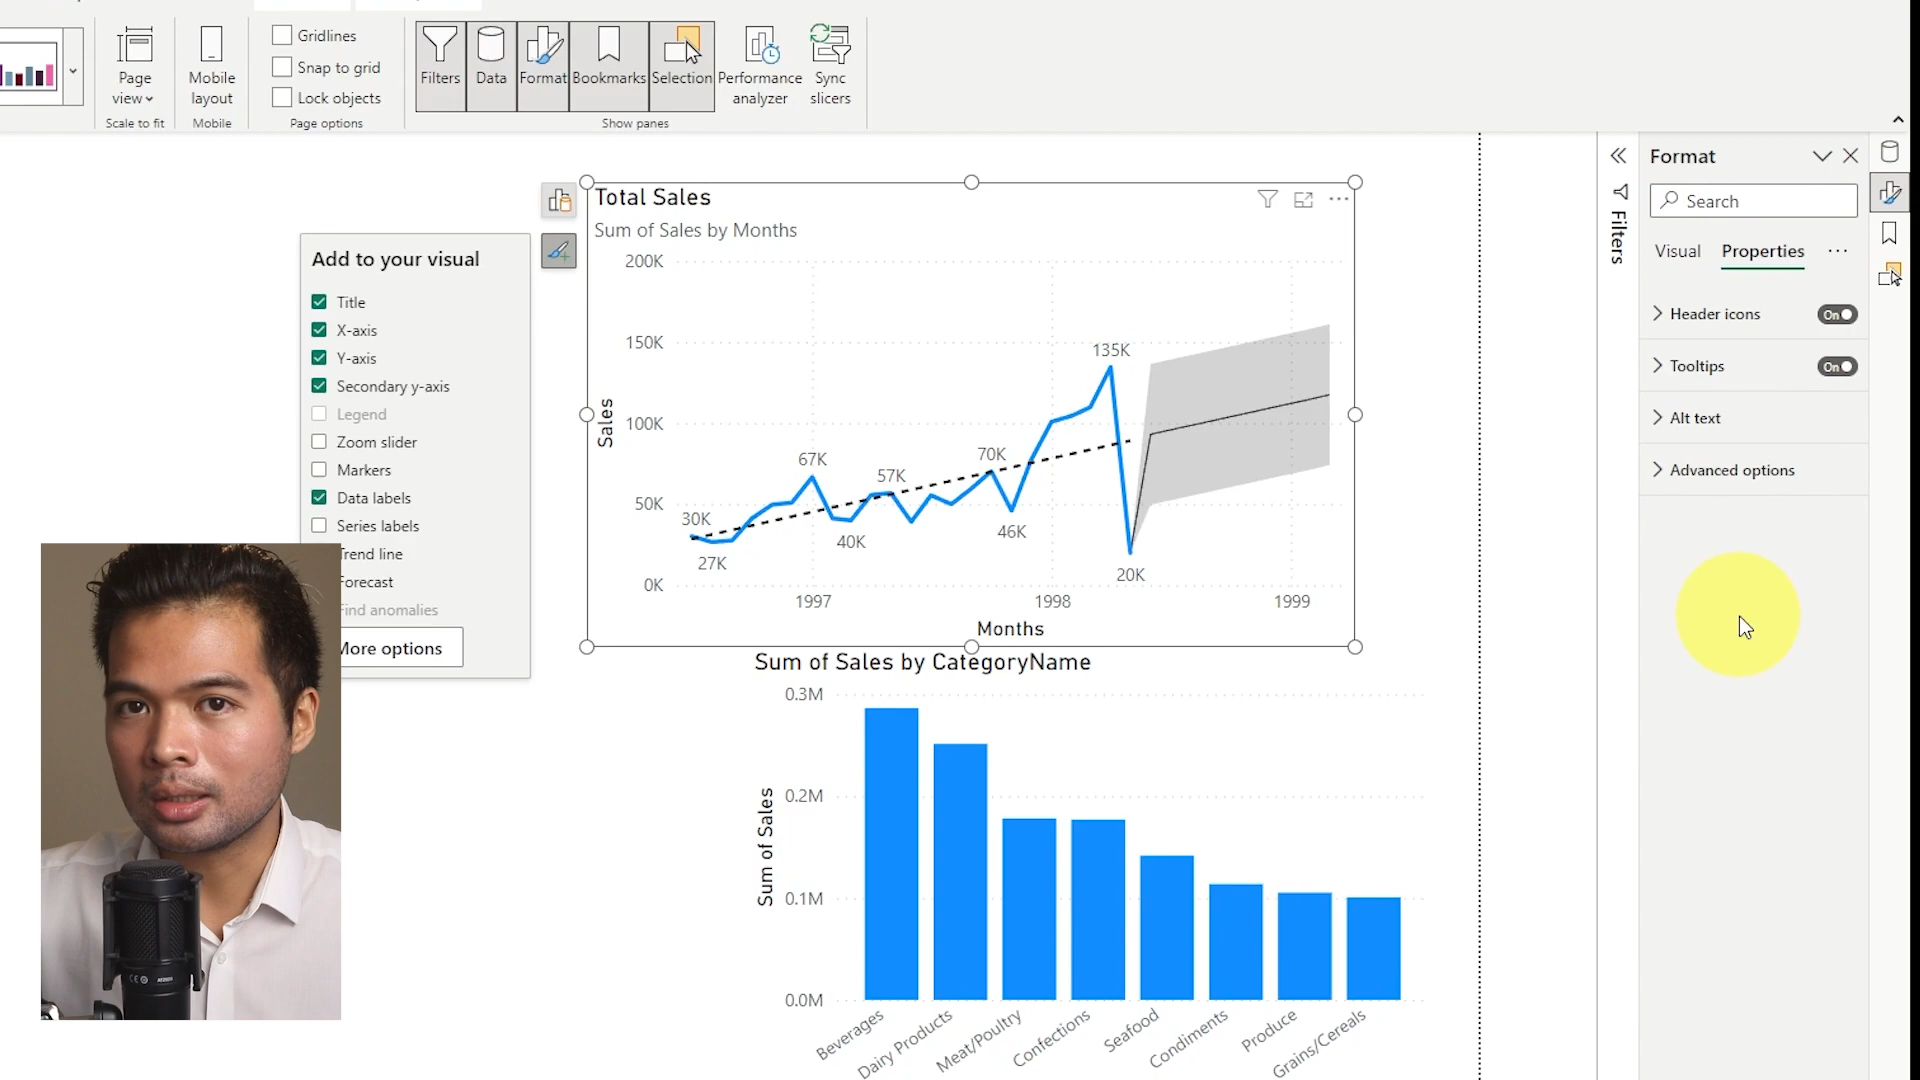 Page view
Scale to fit
Mobile layout
Mobile
Gridlines
Snap to grid
Lock objects
Page options
Filters
Data
Format
Bookmarks
Selection
Performance analyzer
Sync slicers
Show panes
Add to your visual
Title
X-axis
Y-axis
Secondary y-axis
Legend
Zoom slider
Markers
Data labels
Series labels
Trend line
Forecast
Find anomalies
More options
Total Sales
Sum of Sales by Months
200K
150K
100K
50K
0K
Sales
30K
27K
67K
40K
57K
70K
46K
135K
20K
1997
1998
1999
Months
Sum of Sales by CategoryName
0.3M
0.2M
0.1M
0.0M
Sum of Sales
Beverages
Dairy Products
Meat/Poultry
Confections
Seafood
Condiments
Produce
Grains/Cereals
Filters
Format
Search
Visual
Properties
Header icons
On
Tooltips
On
Alt text
Advanced options